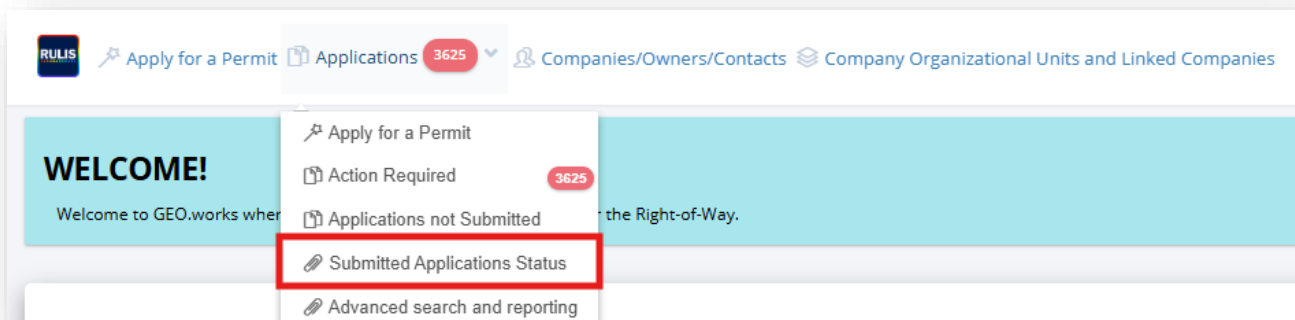 RULIS Apply for a Permit Applications 3625 Companies/Owners/Contacts Company Organizational Units and Linked Companies
Apply for a Permit
WELCOME!
Action Required 3625
Welcome to GEO.works wher
Applications not Submitted
r the Right-of-Way.
Submitted Applications Status
Advanced search and reporting